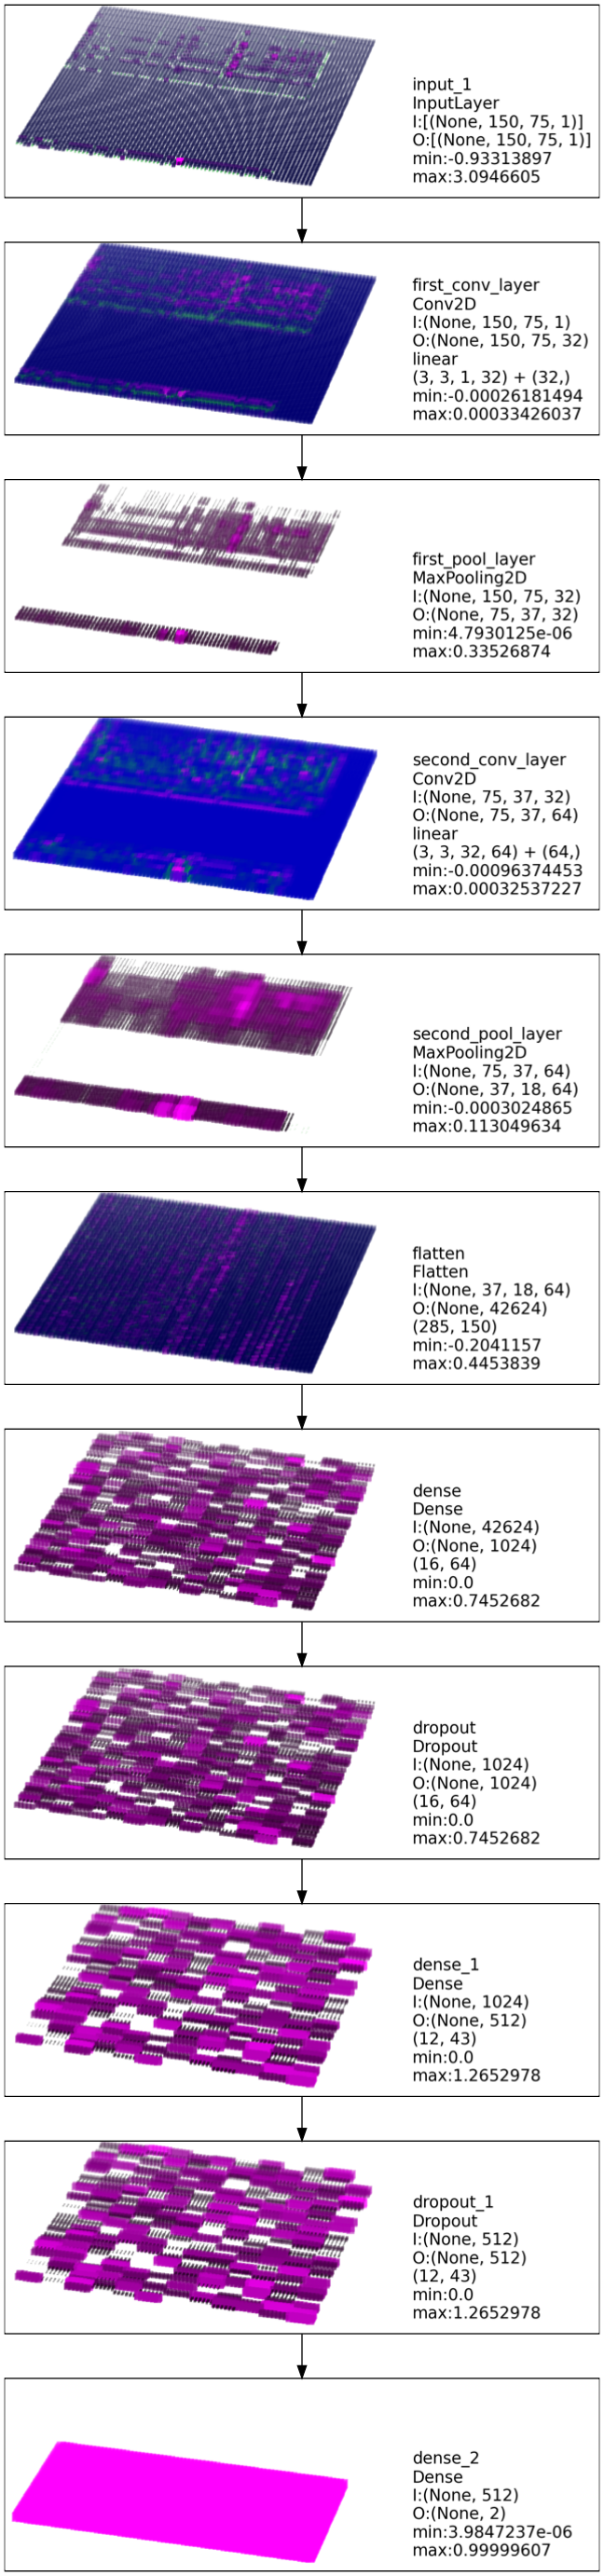 input_1
InputLayer
I:[(None, 150, 75, 1)]
O:[(None, 150, 75, 1)]
min:-0.93313897
max:3.0946605
first_conv_layer
Conv2D
I:(None, 150, 75, 1)
O:(None, 150, 75, 32)
linear
(3, 3, 1, 32) + (32,)
min:-0.00026181494
max:0.00033426037
first_pool_layer
MaxPooling2D
I:(None, 150, 75, 32)
O:(None, 75, 37, 32)
min:4.7930125e-06
max:0.33526874
second_conv_layer
Conv2D
I:(None, 75, 37, 32)
O:(None, 75, 37, 64)
linear
(3, 3, 32, 64) + (64,)
min:-0.00096374453
max:0.00032537227
second_pool_layer
MaxPooling2D
I:(None, 75, 37, 64)
O:(None, 37, 18, 64)
min:-0.0003024865
max:0.113049634
flatten
Flatten
I:(None, 37, 18, 64)
O:(None, 42624)
(285, 150)
min:-0.2041157
max:0.4453839
dense
Dense
I:(None, 42624)
O:(None, 1024)
(16, 64)
min:0.0
max:0.7452682
dropout
Dropout
I:(None, 1024)
O:(None, 1024)
(16, 64)
min:0.0
max:0.7452682
dense_1
Dense
I:(None, 1024)
O:(None, 512)
(12, 43)
min:0.0
max:1.2652978
dropout_1
Dropout
I:(None, 512)
O:(None, 512)
(12, 43)
min:0.0
max:1.2652978
dense_2
Dense
I:(None, 512)
O:(None, 2)
min:3.9847237e-06
max:0.99999607